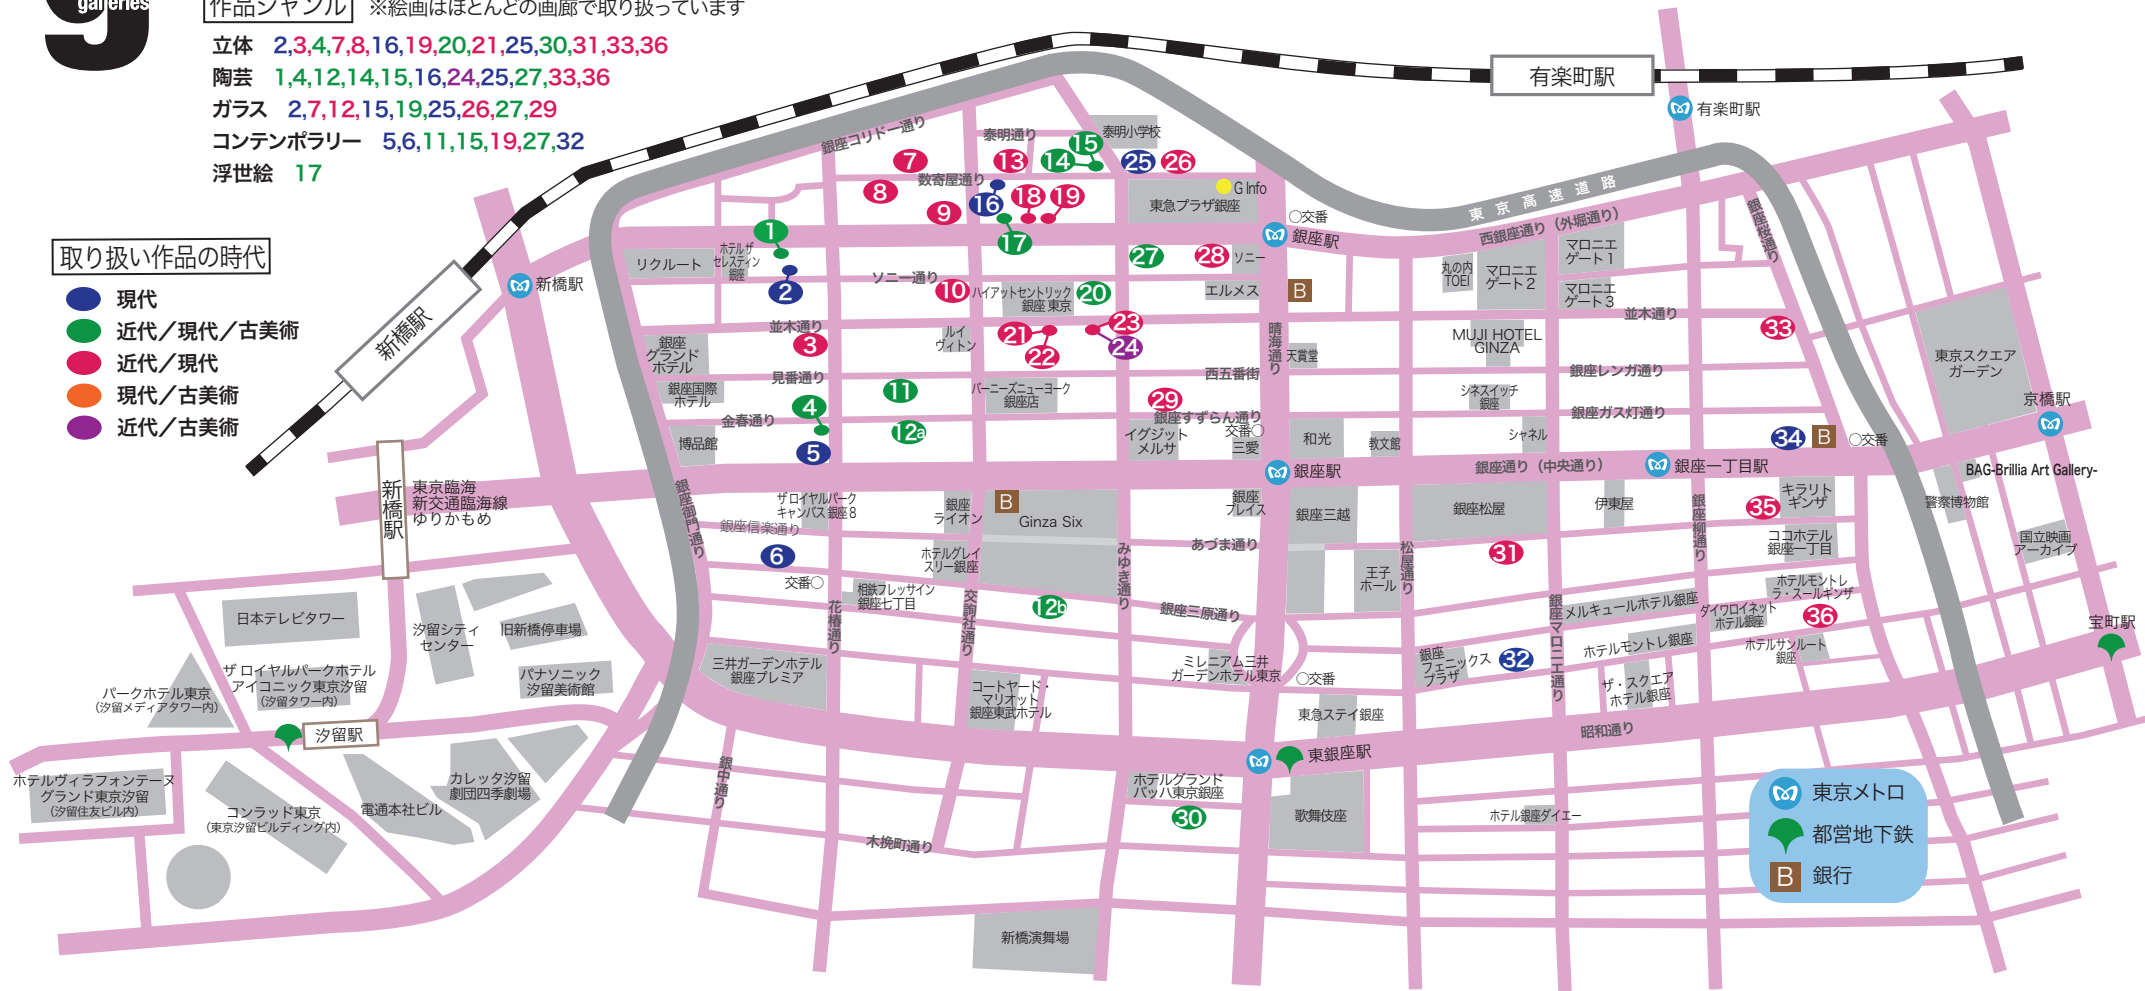 galleries
作品ジャンル ※絵画はほとんどの画廊で取り扱っています
立体 2,3,4,7,8,16,19,20,21,25,30,31,33,36
陶芸 1,4,12,14,15,16,24,25,27,33,36
ガラス 2,7,12,15,19,25,26,27,29
コンテンポラリー 5,6,11,15,19,27,32
浮世絵 17
取り扱い作品の時代
現代
近代／現代／古美術
近代／現代
現代／古美術
近代／古美術
有楽町駅
有楽町駅
新橋駅
新橋駅
新橋駅
東京臨海
新交通臨海線
ゆりかもめ
銀座コリドー通り
泰明通り
泰明小学校
数寄屋通り
G Info
東急プラザ銀座
○交番
銀座駅
東京高速道路
西銀座通り（外堀通り）
銀座桜通り
リクルート
ホテル ザ
セレスティン
銀座
ソニー通り
ハイアットセントリック
銀座 東京
ソニー
エルメス
B
丸の内
TOEI
マロニエ
ゲート2
マロニエ
ゲート1
マロニエ
ゲート3
並木通り
並木通り
銀座
グランド
ホテル
ルイ
ヴィトン
晴海通り
天賞堂
MUJI HOTEL
GINZA
東京スクエア
ガーデン
見番通り
西五番街
銀座レンガ通り
銀座国際
ホテル
バーニーズニューヨーク
銀座店
シネスイッチ
銀座
京橋駅
金春通り
銀座すずらん通り
銀座ガス灯通り
博品館
イグジット
メルサ
交番○
三愛
和光
教文館
シャネル
B
○交番
銀座駅
銀座通り（中央通り）
銀座一丁目駅
BAG-Brillia Art Gallery-
銀座御門通り
ザ ロイヤルパーク
キャンバス 銀座8
銀座
ライオン
B
Ginza Six
銀座
プレイス
銀座三越
銀座松屋
伊東屋
銀座柳通り
キラリト
ギンザ
警察博物館
銀座信楽通り
あづま通り
ココホテル
銀座一丁目
国立映画
アーカイブ
ホテルグレイ
スリー銀座
みゆき通り
松屋通り
王子
ホール
交番○
相鉄フレッサイン
銀座七丁目
花椿通り
交詢社通り
銀座三原通り
銀座マロニエ通り
メルキュールホテル銀座
ホテルモントレ
ラ・スールギンザ
ダイワロイネット
ホテル銀座
宝町駅
日本テレビタワー
汐留シティ
センター
旧新橋停車場
ホテルモントレ銀座
ホテルサンルート
銀座
三井ガーデンホテル
銀座プレミア
ミレニアム三井
ガーデンホテル東京
銀座
フェニックス
プラザ
ザ ロイヤルパークホテル
アイコニック東京汐留
（汐留タワー内）
パナソニック
汐留美術館
パークホテル東京
（汐留メディアタワー内）
コートヤード・
マリオット
銀座東武ホテル
○交番
ザ・スクエア
ホテル銀座
東急ステイ銀座
昭和通り
汐留駅
東銀座駅
銀中通り
ホテルヴィラフォンテーヌ
グランド東京汐留
（汐留住友ビル内）
カレッタ汐留
劇団四季劇場
ホテルグランド
バッハ東京銀座
コンラッド東京
（東京汐留ビルディング内）
電通本社ビル
歌舞伎座
ホテル銀座ダイエー
木挽町通り
新橋演舞場
東京メトロ
都営地下鉄
B 銀行
1
2
3
4
5
6
7
8
9
10
11
12a
12b
13
14
15
16
17
18
19
20
21
22
23
24
25
26
27
28
29
30
31
32
33
34
35
36